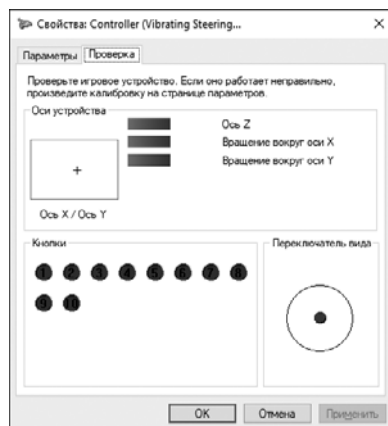 Свойства: Controller (Vibrating Steering...
Параметры Проверка
Проверьте игровое устройство. Если оно работает неправильно,
произведите калибровку на странице параметров.
Оси устройства
Ось Z
Вращение вокруг оси X
Вращение вокруг оси Y
Ось X / Ось Y
Кнопки
Переключатель вида
1 2 3 4 5 6 7 8
9 10
OK Отмена Применить